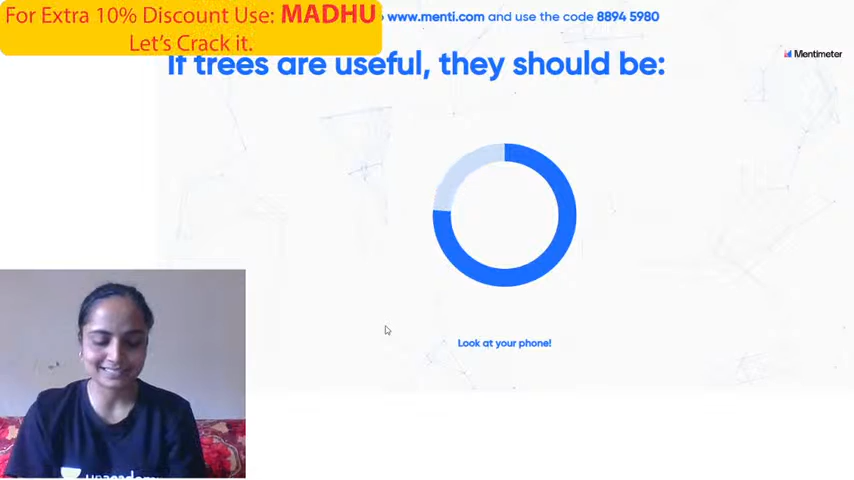 For Extra 10% Discount Use: MADHU
Let's Crack it.
www.menti.com and use the code 8894 5980
If trees are useful, they should be:
Mentimeter
Look at your phone!